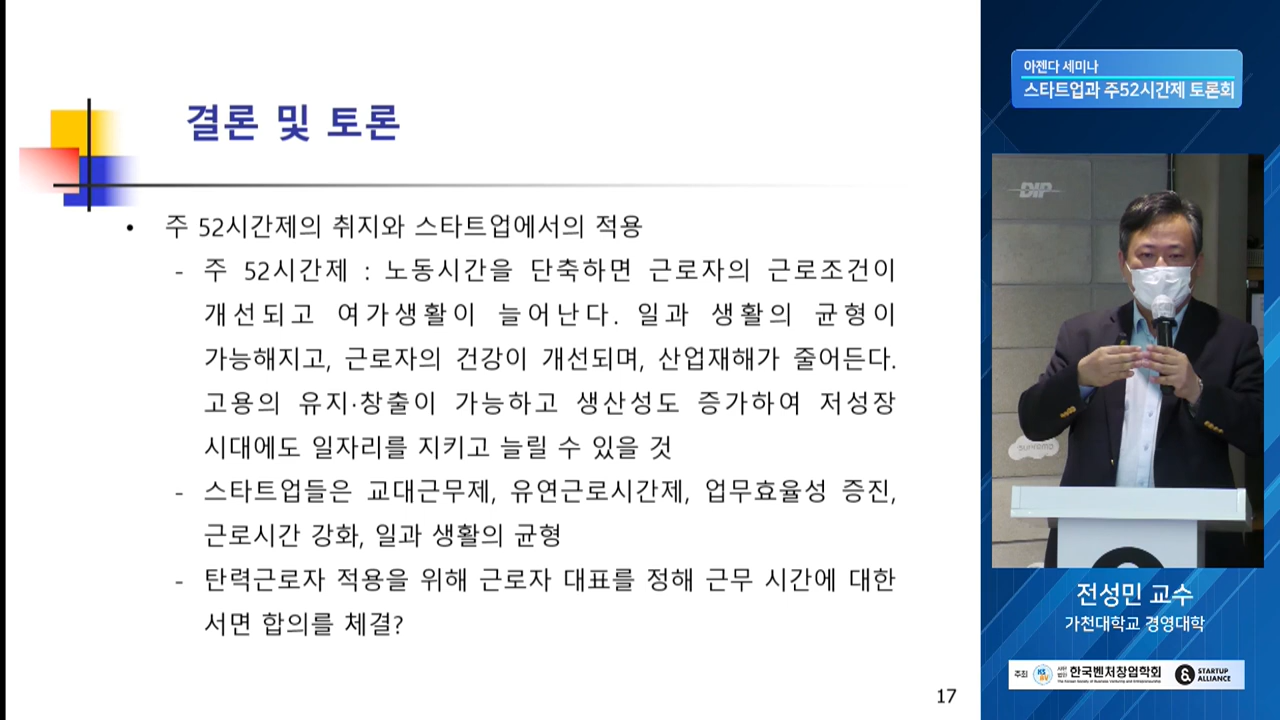 결론 및 토론
• 주 52시간제의 취지와 스타트업에서의 적용
- 주 52시간제 : 노동시간을 단축하면 근로자의 근로조건이
개선되고 여가생활이 늘어난다. 일과 생활의 균형이
가능해지고, 근로자의 건강이 개선되며, 산업재해가 줄어든다.
고용의 유지·창출이 가능하고 생산성도 증가하여 저성장
시대에도 일자리를 지키고 늘릴 수 있을 것
- 스타트업들은 교대근무제, 유연근로시간제, 업무효율성 증진,
근로시간 강화, 일과 생활의 균형
- 탄력근로자 적용을 위해 근로자 대표를 정해 근무 시간에 대한
서면 합의를 체결?
17
아젠다 세미나
스타트업과 주52시간제 토론회
DIP
전성민 교수
가천대학교 경영대학
주최
사단
법인
한국벤처창업학회
STARTUP
ALLIANCE